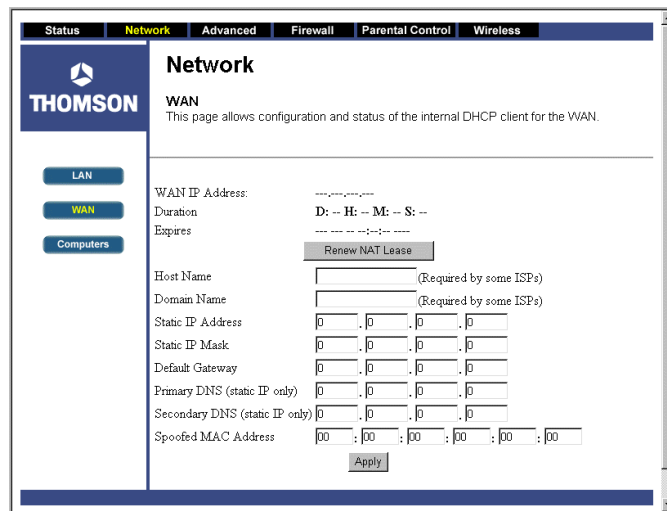 Status Network Advanced Firewall Parental Control Wireless
THOMSON
Network
WAN
This page allows configuration and status of the internal DHCP client for the WAN.
LAN
WAN
Computers
WAN IP Address: ---.---.---.---
Duration D: -- H: -- M: -- S: --
Expires --- --- -- --:--:-- ----
Renew NAT Lease
Host Name (Required by some ISPs)
Domain Name (Required by some ISPs)
Static IP Address 0 . 0 . 0 . 0
Static IP Mask 0 . 0 . 0 . 0
Default Gateway 0 . 0 . 0 . 0
Primary DNS (static IP only) 0 . 0 . 0 . 0
Secondary DNS (static IP only) 0 . 0 . 0 . 0
Spoofed MAC Address 00 : 00 : 00 : 00 : 00 : 00
Apply